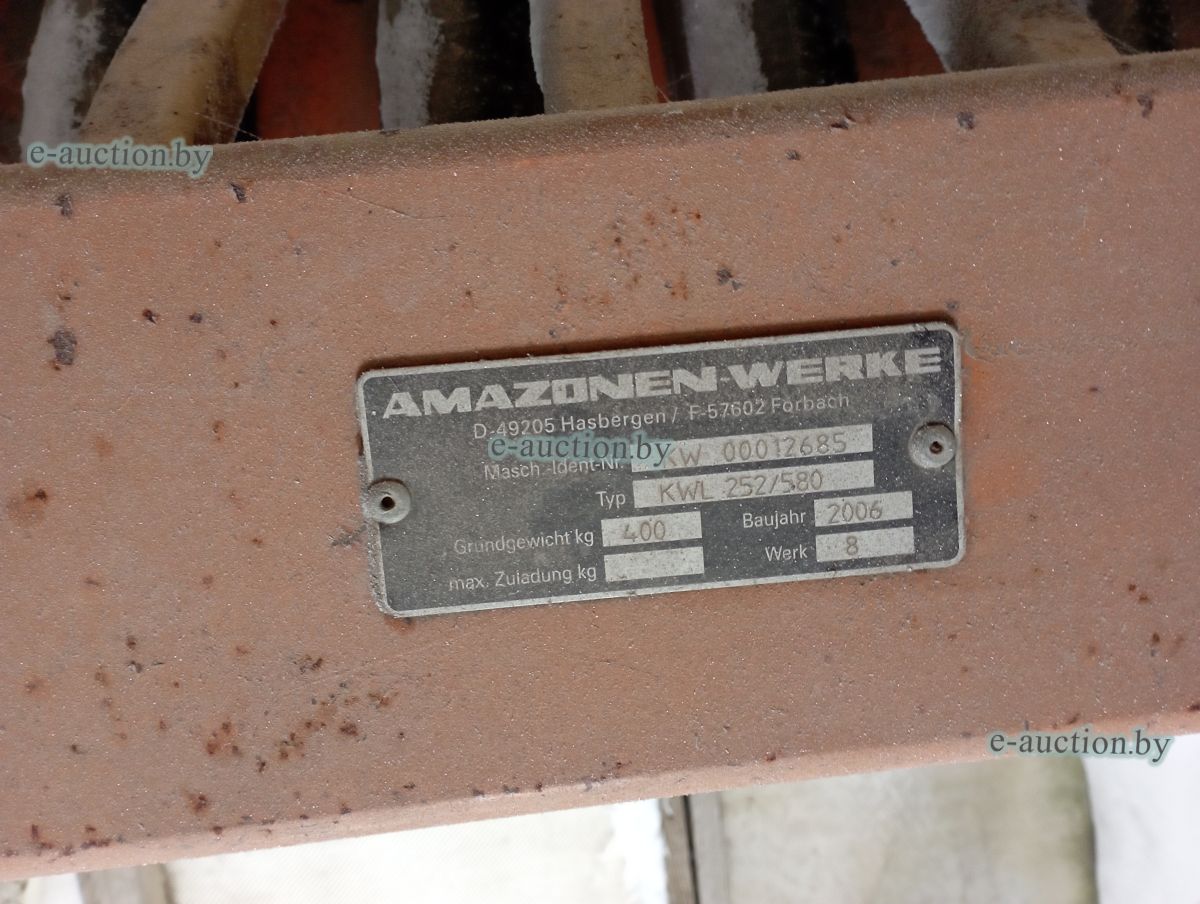 e-auction.by
AMAZONEN-WERKE
D-49205 Hasbergen / F-57602 Forbach
e-auction.by
Masch.-Ident-Nr. KW 00012685
Typ KWL 252/580
Grundgewicht kg 400 Baujahr 2006
max. Zuladung kg Werk 8
e-auction.by